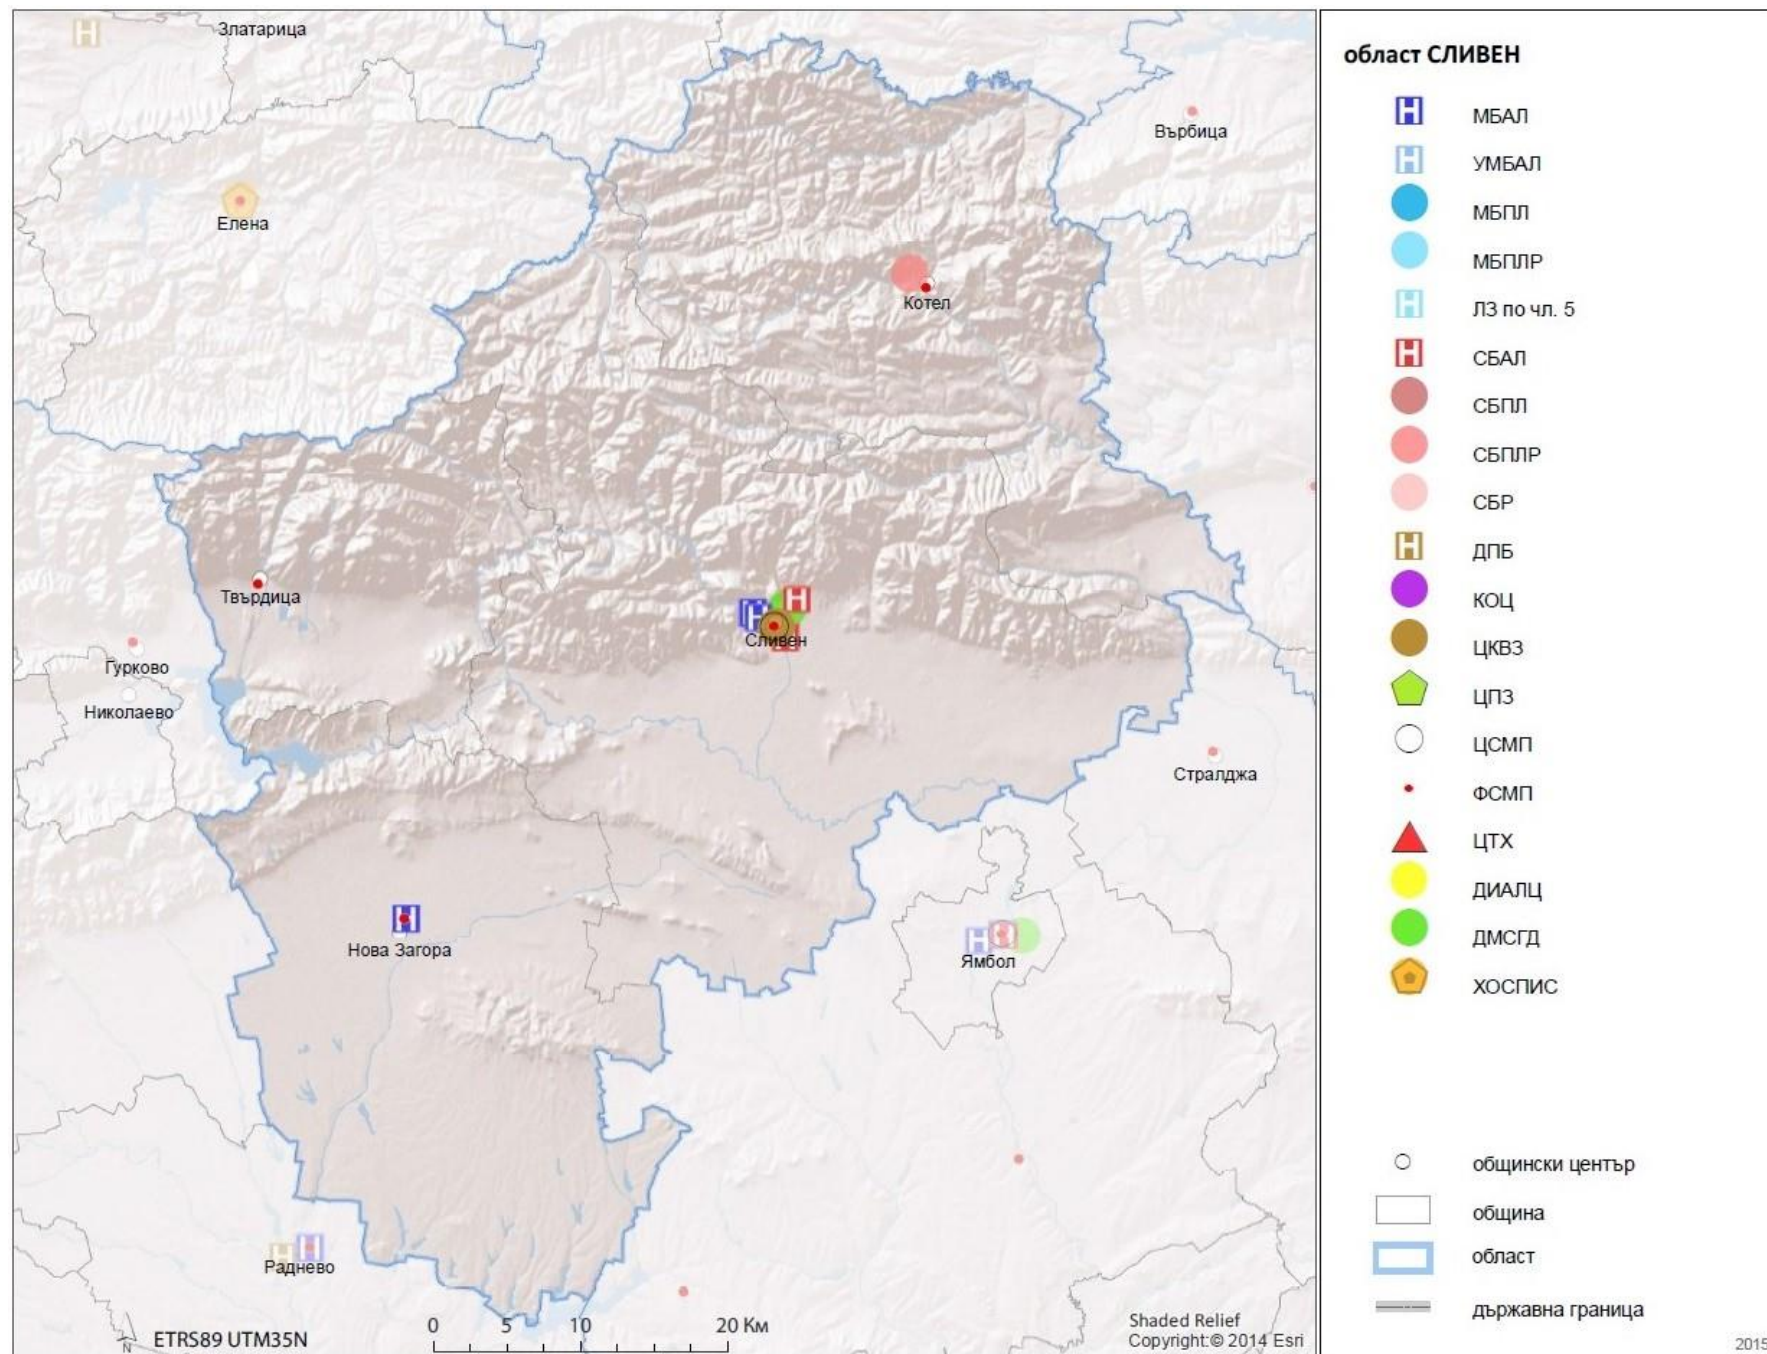 Златарица
Върбица
Елена
Котел
Твърдица
Сливен
Гурково
Николаево
Стралджа
Нова Загора
Ямбол
Раднево
ETRS89 UTM35N
0 5 10 20 Км
N
Shaded Relief
Copyright:© 2014 Esri
област СЛИВЕН
H МБАЛ
H УМБАЛ
МБПЛ
МБПЛР
H ЛЗ по чл. 5
H СБАЛ
СБПЛ
СБПЛР
СБР
H ДПБ
КОЦ
ЦКВЗ
ЦПЗ
ЦСМП
ФСМП
ЦТХ
ДИАЛЦ
ДМСГД
ХОСПИС
общински център
община
област
държавна граница
2015